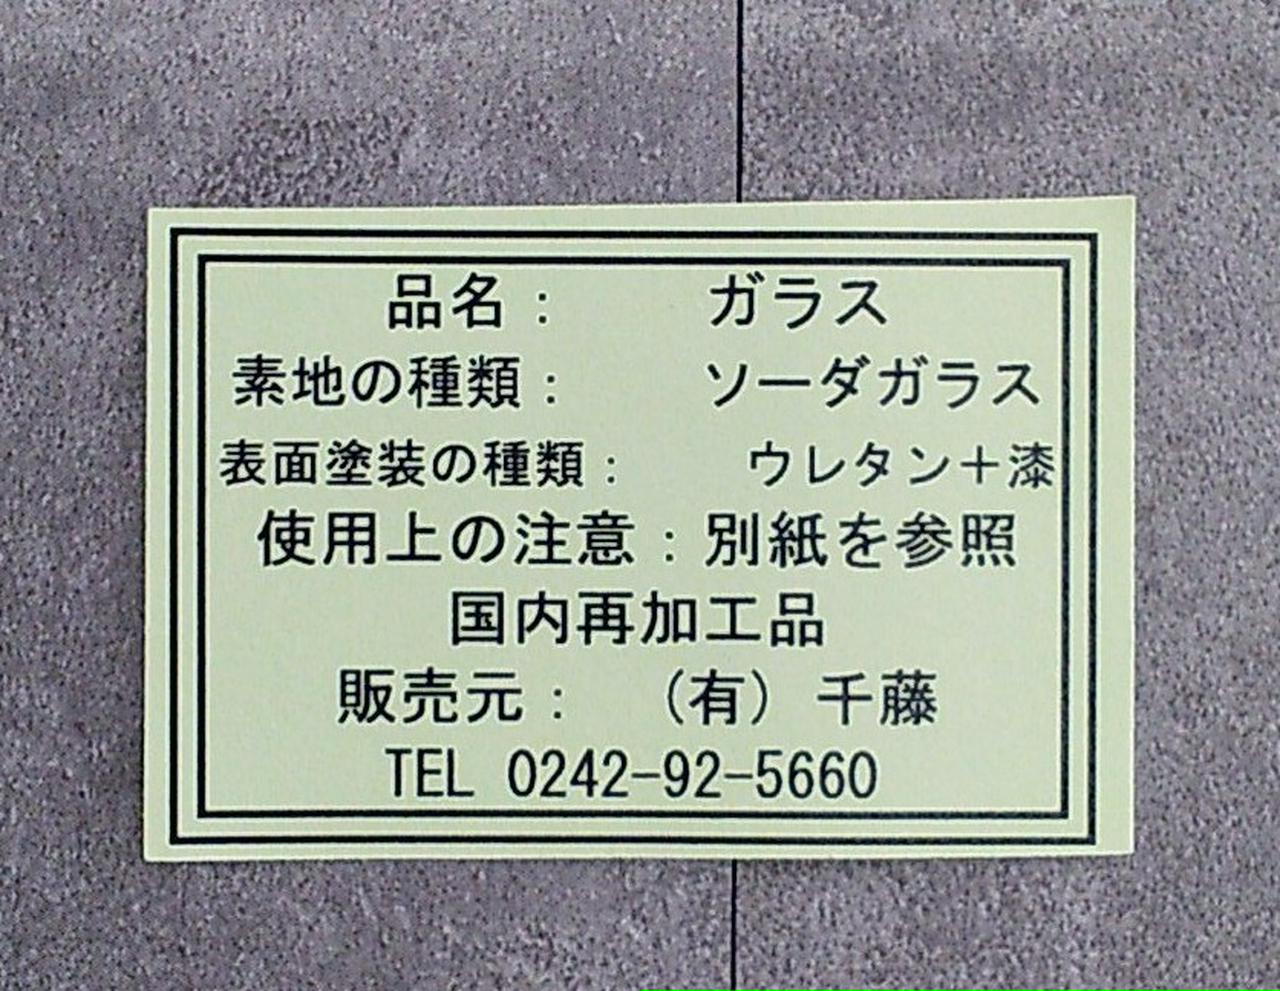 品名： ガラス
素地の種類： ソーダガラス
表面塗装の種類： ウレタン＋漆
使用上の注意：別紙を参照
国内再加工品
販売元： （有） 千藤
TEL 0242-92-5660